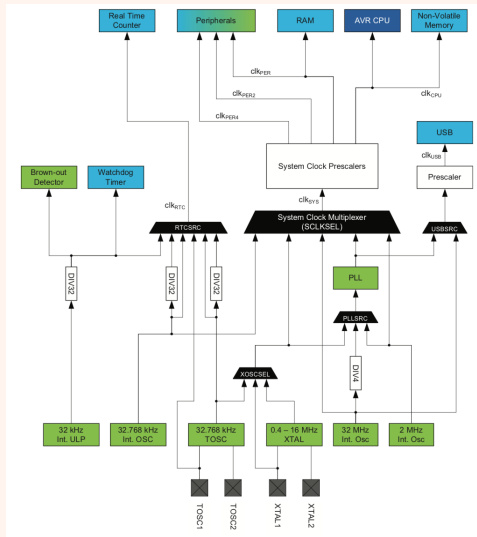 Real Time
Counter
Peripherals
RAM
AVR CPU
Non-Volatile
Memory
clkPER
clkPER2
clkCPU
clkPER4
USB
System Clock Prescalers
clkUSB
Brown-out
Detector
Watchdog
Timer
Prescaler
clkRTC
clkSYS
RTCSRC
System Clock Multiplexer
(SCLKSEL)
USBSRC
DIV32
DIV32
DIV32
PLL
PLLSRC
XOSCSEL
DIV4
32 kHz
Int. ULP
32.768 kHz
Int. OSC
32.768 kHz
TOSC
0.4 – 16 MHz
XTAL
32 MHz
Int. Osc
2 MHz
Int. Osc
TOSC1
TOSC2
XTAL1
XTAL2